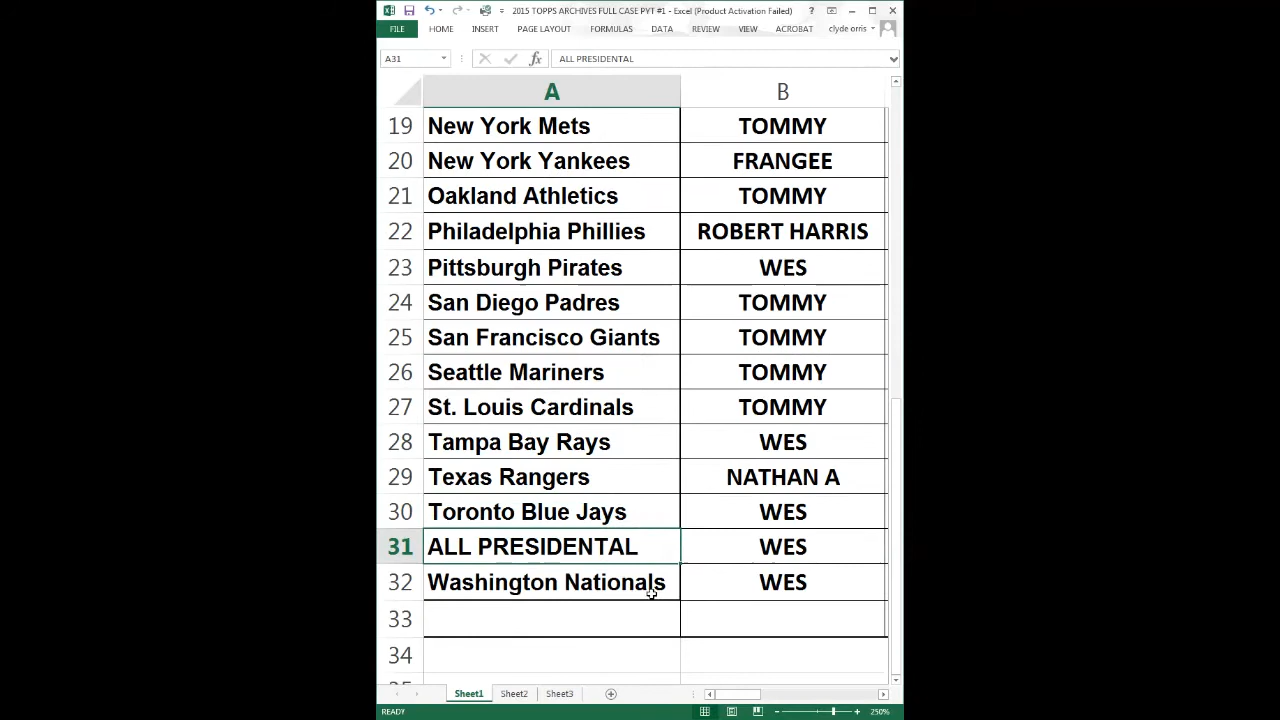 2015 TOPPS ARCHIVES FULL CASE PYT #1 - Excel (Product Activation Failed)
FILE HOME INSERT PAGE LAYOUT FORMULAS DATA REVIEW VIEW ACROBAT clyde orris
A31 fx ALL PRESIDENTAL
A B
19 New York Mets TOMMY
20 New York Yankees FRANGEE
21 Oakland Athletics TOMMY
22 Philadelphia Phillies ROBERT HARRIS
23 Pittsburgh Pirates WES
24 San Diego Padres TOMMY
25 San Francisco Giants TOMMY
26 Seattle Mariners TOMMY
27 St. Louis Cardinals TOMMY
28 Tampa Bay Rays WES
29 Texas Rangers NATHAN A
30 Toronto Blue Jays WES
31 ALL PRESIDENTAL WES
32 Washington Nationals WES
33
34
Sheet1 Sheet2 Sheet3
READY 250%